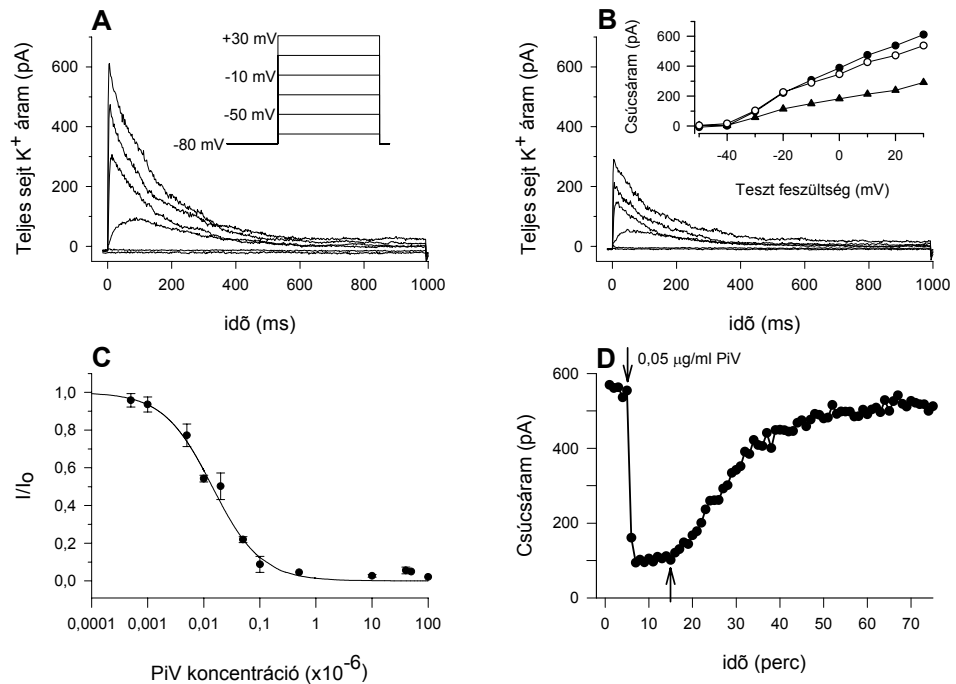 A
Teljes sejt K+ áram (pA)
600
400
200
0
+30 mV
-10 mV
-50 mV
-80 mV
0 200 400 600 800 1000
idõ (ms)
B
Teljes sejt K+ áram (pA)
600
400
200
0
Csúcsáram (pA)
600
400
200
0
-40 -20 0 20
Teszt feszültség (mV)
0 200 400 600 800 1000
idõ (ms)
C
I/Io
1,0
0,8
0,6
0,4
0,2
0,0
0,0001 0,001 0,01 0,1 1 10 100
PiV koncentráció (x10-6)
D
Csúcsáram (pA)
600
400
200
0
0,05 µg/ml PiV
0 10 20 30 40 50 60 70
idõ (perc)